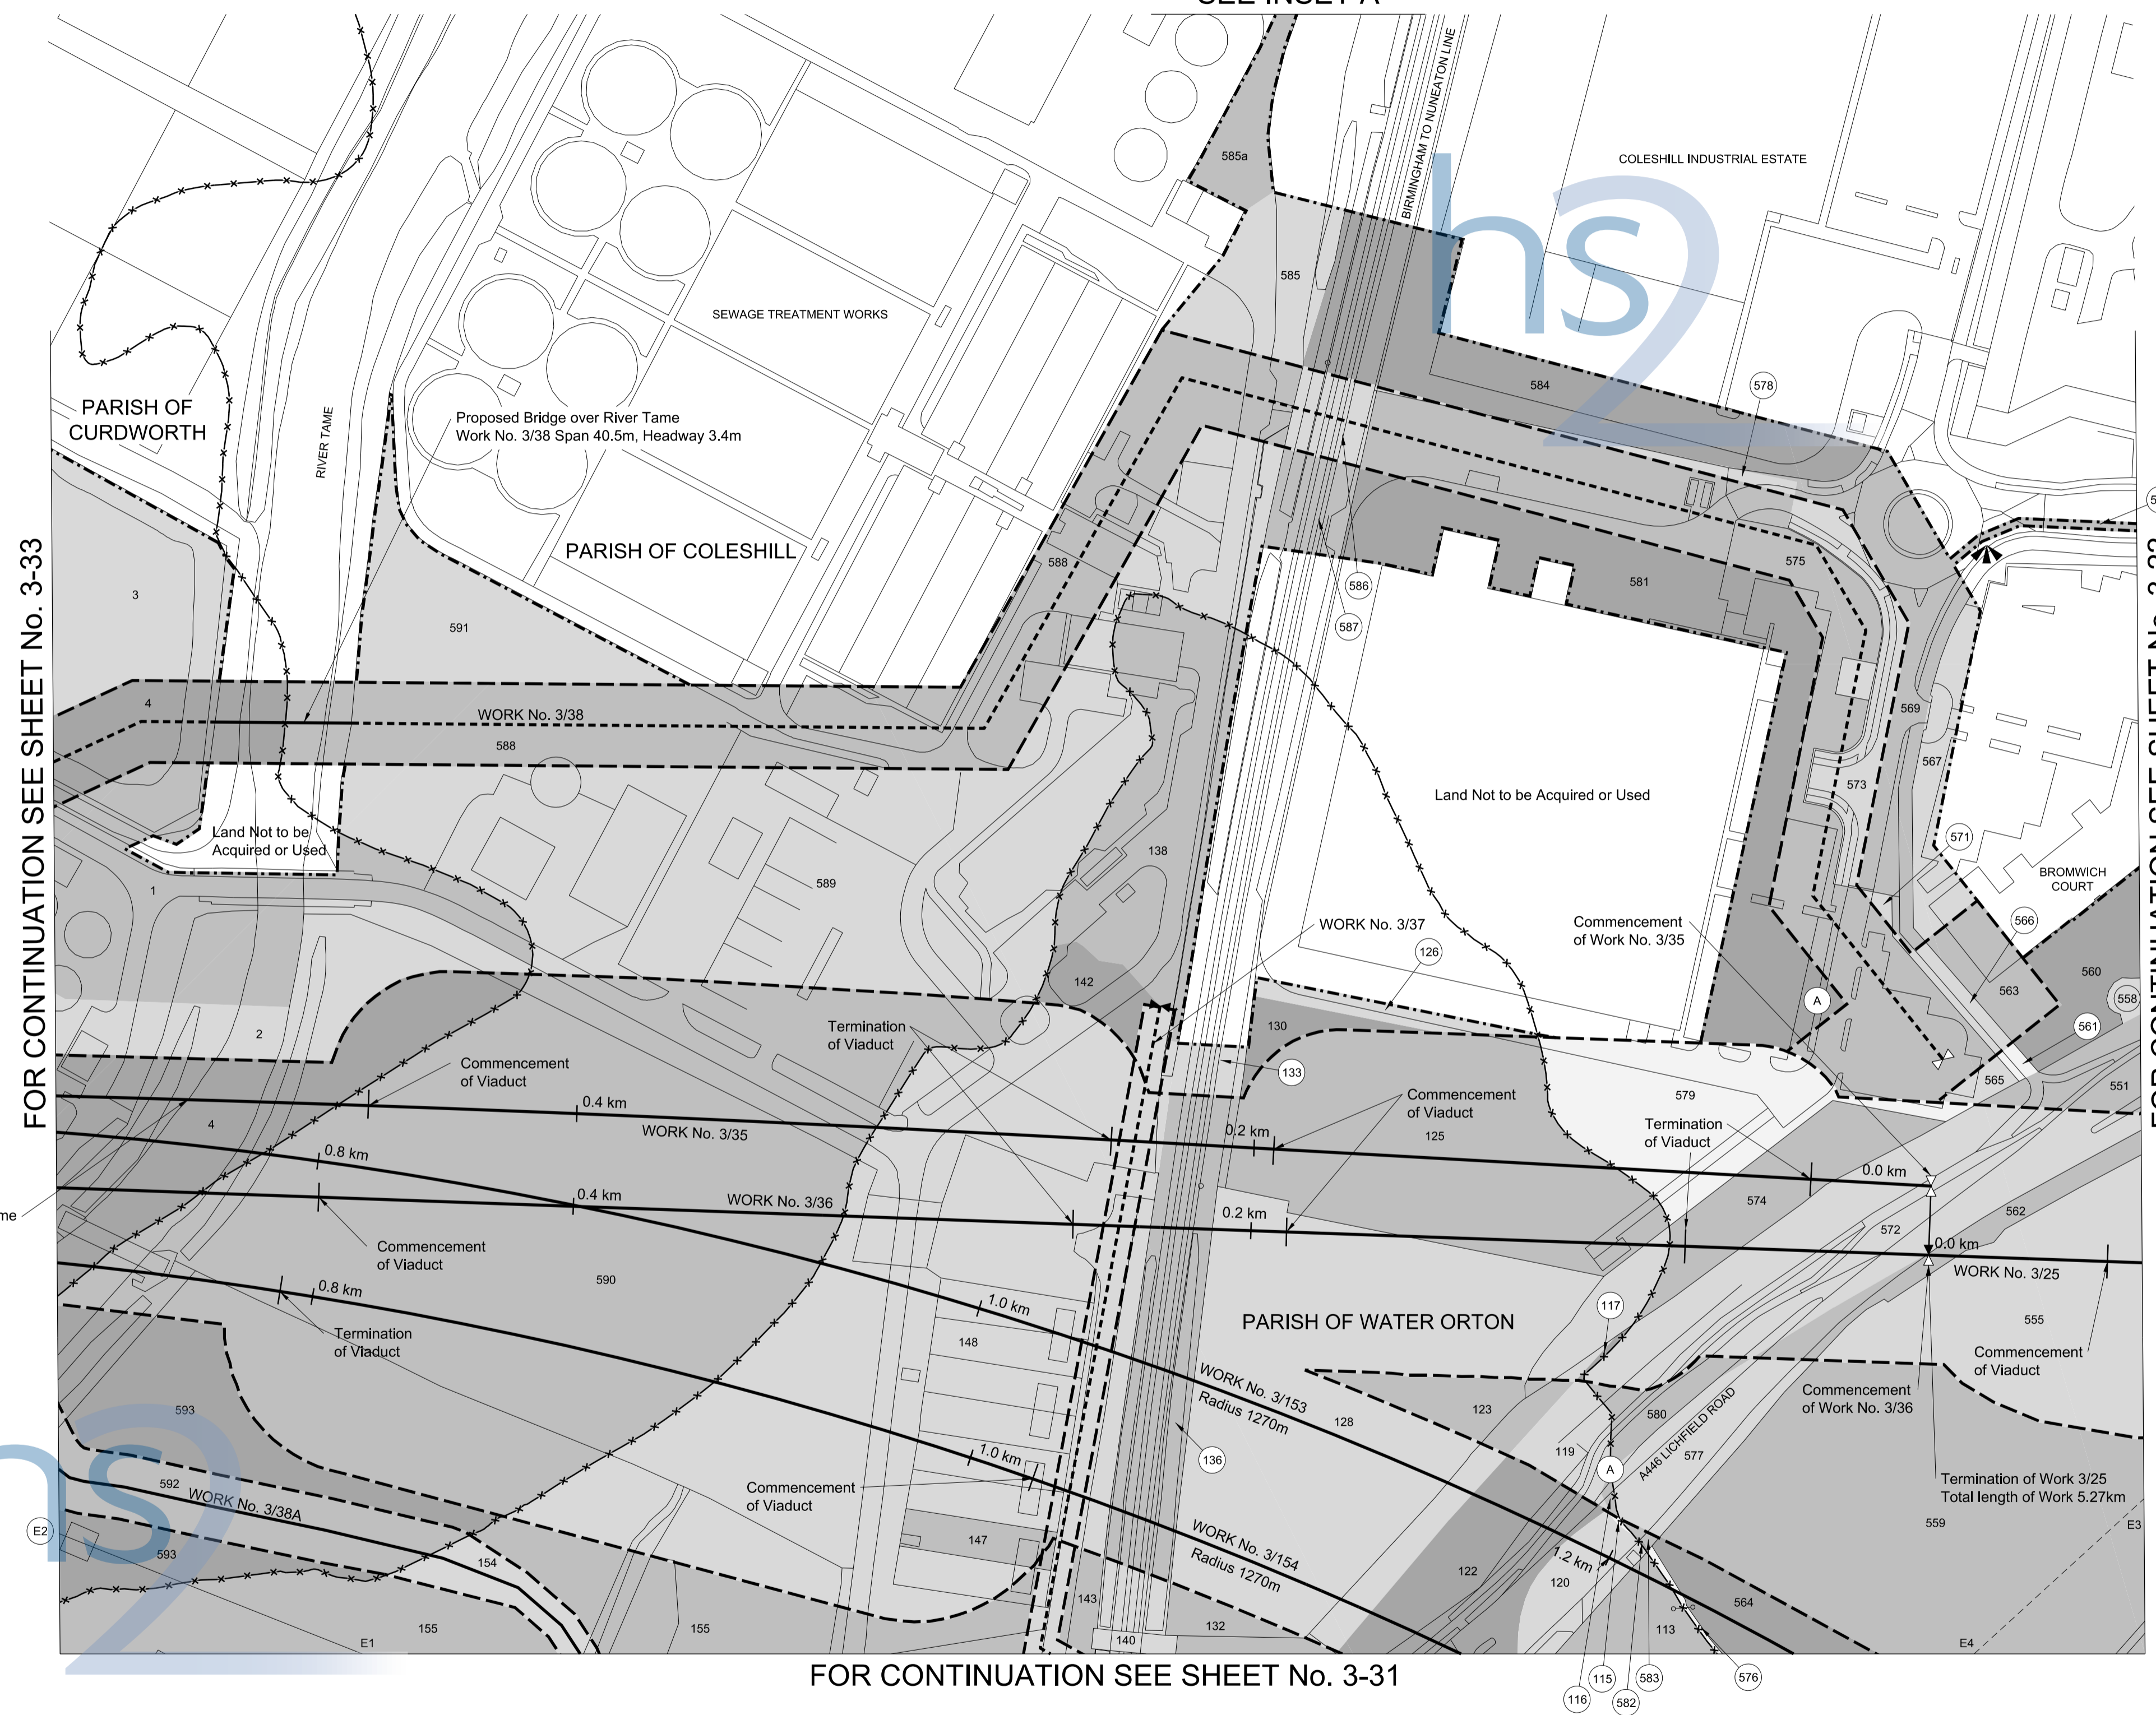 SEE INSET A
BIRMINGHAM TO NUNEATON LINE
COLESHILL INDUSTRIAL ESTATE
585a
hs2
585
SEWAGE TREATMENT WORKS
584
578
PARISH OF
CURDWORTH
RIVER TAME
Proposed Bridge over River Tame
Work No. 3/38 Span 40.5m, Headway 3.4m
FOR CONTINUATION SEE SHEET No. 3-33
PARISH OF COLESHILL
588
575
581
586
587
3
591
4
WORK No. 3/38
588
569
567
573
Land Not to be Acquired or Used
Land Not to be
Acquired or Used
571
138
BROMWICH
COURT
1
589
WORK No. 3/37
126
Commencement
of Work No. 3/35
566
560
563
558
142
A
561
2
Termination
of Viaduct
130
133
Commencement
of Viaduct
565
551
579
0.4 km
Commencement
of Viaduct
4
WORK No. 3/35
0.2 km
125
Termination
of Viaduct
0.8 km
0.0 km
0.4 km
WORK No. 3/36
0.2 km
574
562
572
me
Commencement
of Viaduct
0.0 km
WORK No. 3/25
590
0.8 km
1.0 km
117
PARISH OF WATER ORTON
555
Termination
of Viaduct
148
Commencement
of Viaduct
WORK No. 3/153
Radius 1270m
128
123
580
Commencement
of Work No. 3/36
593
A446 LICHFIELD ROAD
119
577
136
1.0 km
A
hs2
592
WORK No. 3/38A
Commencement
of Viaduct
Termination of Work 3/25
Total length of Work 5.27km
559
E3
E2
593
147
WORK No. 3/154
Radius 1270m
1.2 km
154
122
120
143
564
155
E1
155
140
132
113
E4
FOR CONTINUATION SEE SHEET No. 3-31
116
115
582
583
576